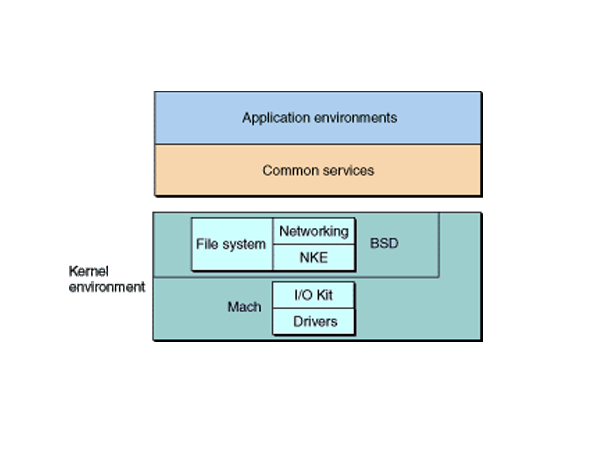 Application environments
Common services
File system
Networking
NKE
BSD
Kernel
environment
Mach
I/O Kit
Drivers